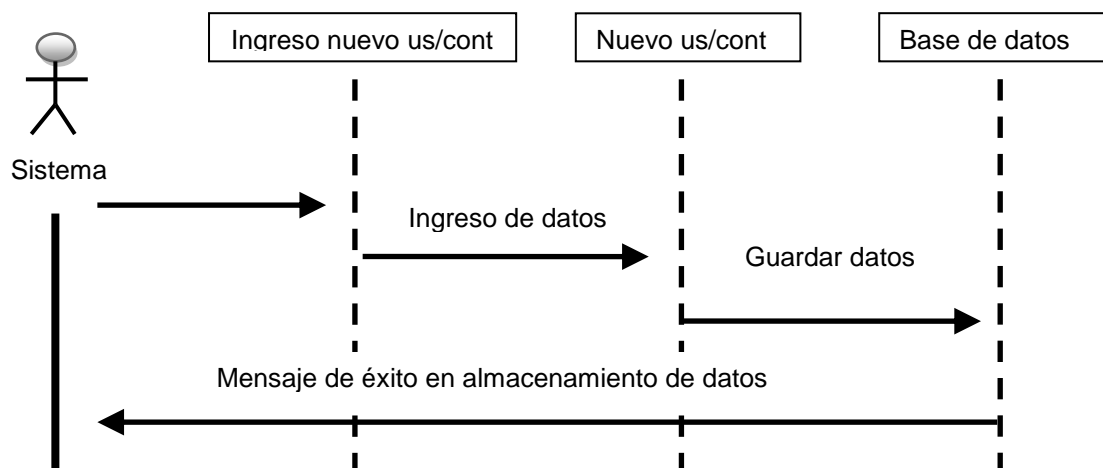 Ingreso nuevo us/cont
Nuevo us/cont
Base de datos
Sistema
Ingreso de datos
Guardar datos
Mensaje de éxito en almacenamiento de datos